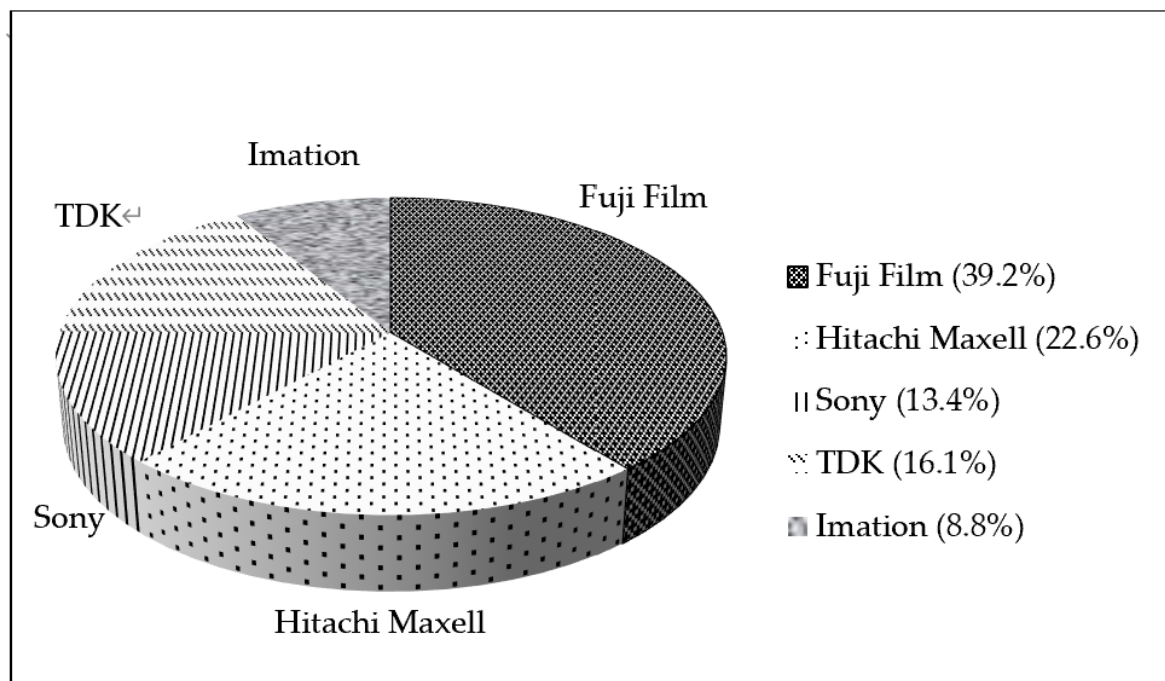 Imation
Fuji Film
TDK↵
Sony
Hitachi Maxell
Fuji Film (39.2%)
Hitachi Maxell (22.6%)
Sony (13.4%)
TDK (16.1%)
Imation (8.8%)